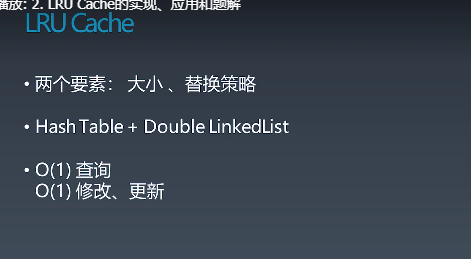 播放: 2. LRU Cache的实现、应用和题解
LRU Cache
• 两个要素： 大小 、替换策略
• Hash Table + Double LinkedList
• O(1) 查询
O(1) 修改、更新